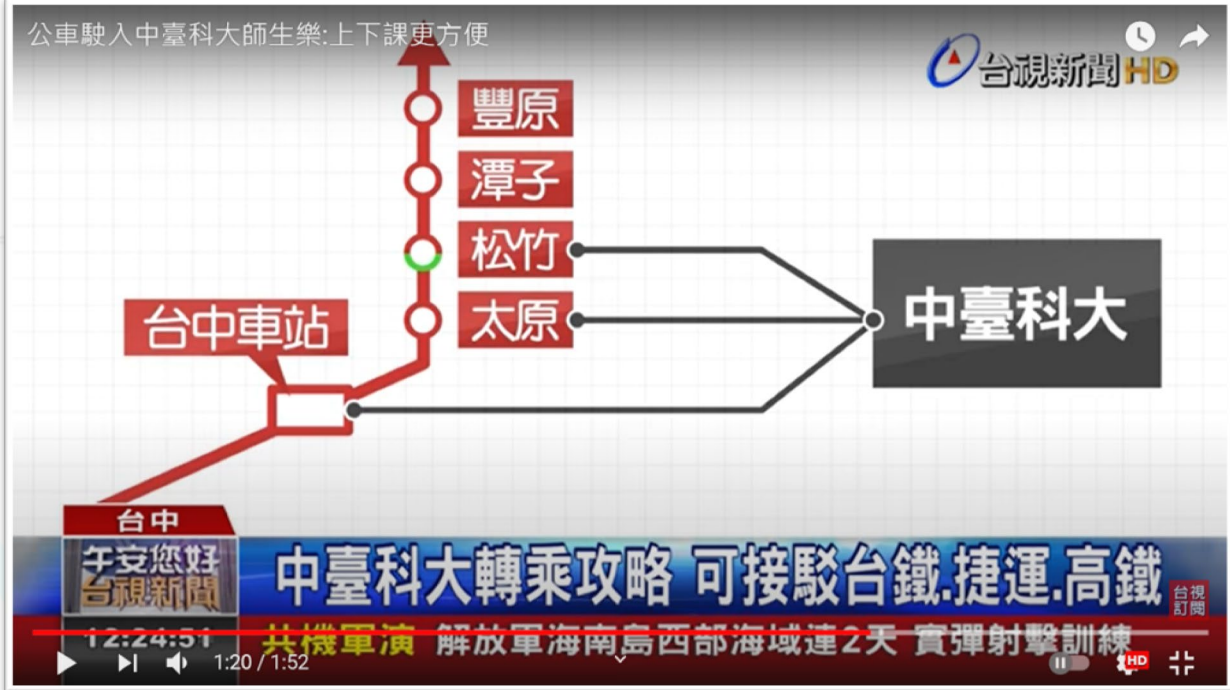 公車駛入中臺科大師生樂:上下課更方便
台視新聞HD
豐原
潭子
松竹
太原
台中車站
中臺科大
台中
午安您好
台視新聞
中臺科大轉乘攻略 可接駁台鐵.捷運.高鐵
台視
訂閱
12:24:51
共機軍演 解放軍海南島西部海域連2天 實彈射擊訓練
1:20 / 1:52
HD